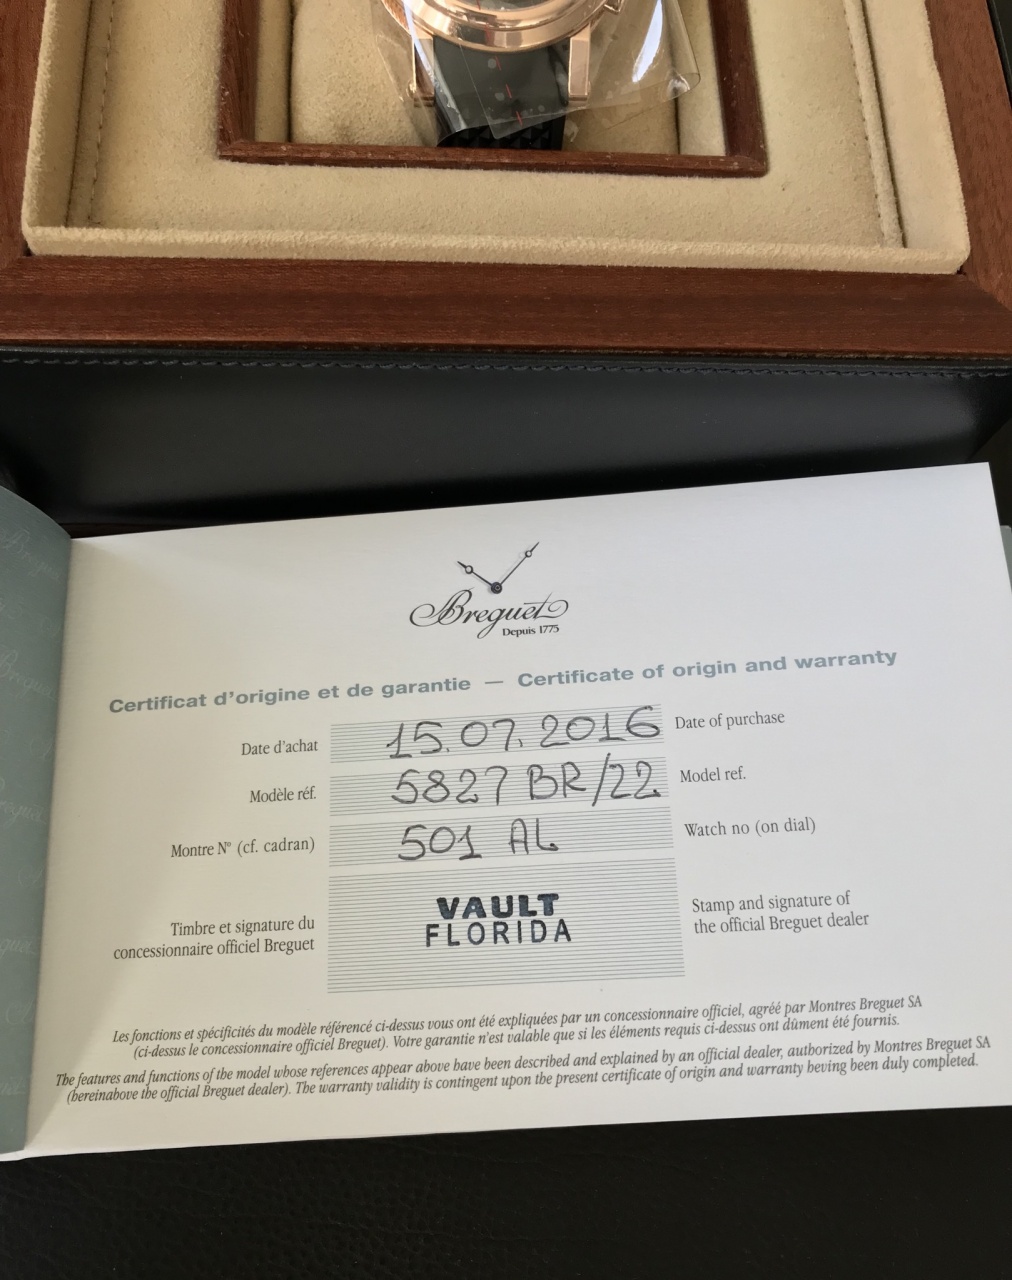 Breguet
Depuis 1775
Certificat d'origine et de garantie — Certificate of origin and warranty
Date d'achat 15.07.2016 Date of purchase
Modèle réf. 5827 BR/22 Model ref.
Montre Nº (cf. cadran) 501 AL Watch no (on dial)
Timbre et signature du
concessionnaire officiel Breguet
VAULT
FLORIDA
Stamp and signature of
the official Breguet dealer
Les fonctions et spécificités du modèle référencé ci-dessus vous ont été expliquées par un concessionnaire officiel, agréé par Montres Breguet SA
(ci-dessus le concessionnaire officiel Breguet). Votre garantie n'est valable que si les éléments requis ci-dessus ont dûment été fournis.
The features and functions of the model whose references appear above have been described and explained by an official dealer, authorized by Montres Breguet SA
(hereinabove the official Breguet dealer). The warranty validity is contingent upon the present certificate of origin and warranty having been duly completed.